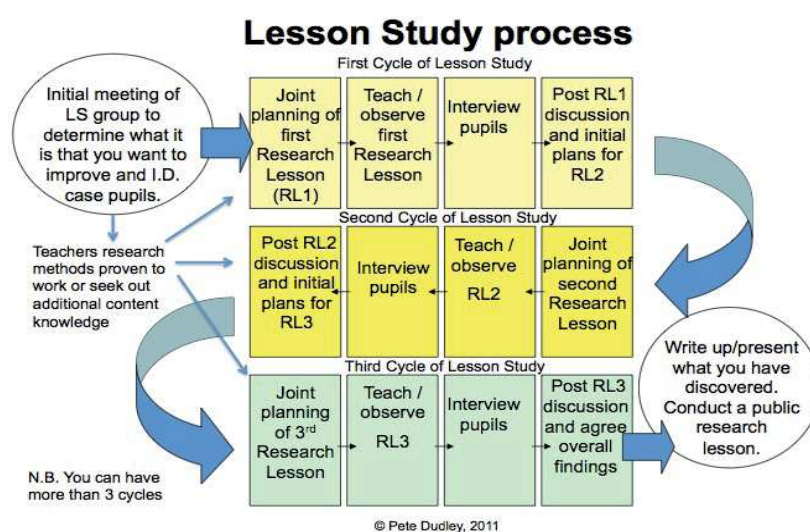 Lesson Study process
First Cycle of Lesson Study
Initial meeting of
LS group to
determine what it
is that you want to
improve and I.D.
case pupils.
Joint
planning of
first
Research
Lesson
(RL1)
Teach /
observe
first
Research
Lesson
Interview
pupils
Post RL1
discussion
and initial
plans for
RL2
Teachers research
methods proven to
work or seek out
additional content
knowledge
Second Cycle of Lesson Study
Post RL2
discussion
and initial
plans for
RL3
Interview
pupils
Teach /
observe
RL2
Joint
planning of
second
Research
Lesson
Third Cycle of Lesson Study
Joint
planning
of 3rd
Research
Lesson
Teach /
observe
RL3
Interview
pupils
Post RL3
discussion
and agree
overall
findings
Write up/present
what you have
discovered.
Conduct a public
research
lesson.
N.B. You can have
more than 3 cycles
© Pete Dudley, 2011